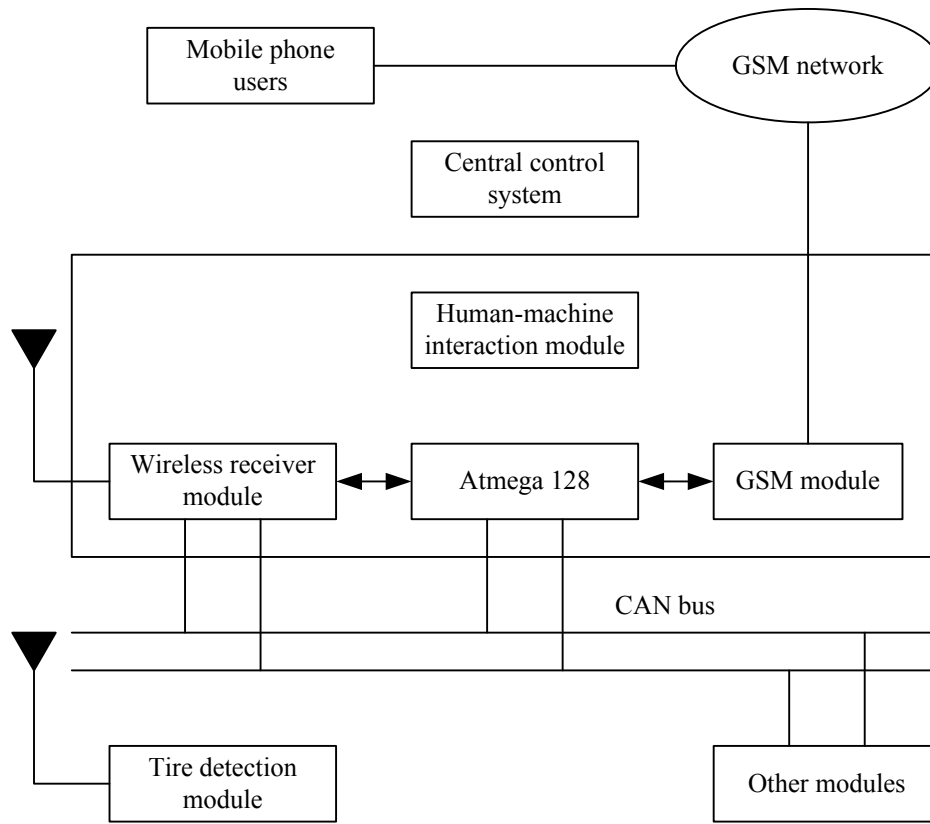 Mobile phone
users
GSM network
Central control
system
Human-machine
interaction module
Wireless receiver
module
Atmega 128
GSM module
CAN bus
Tire detection
module
Other modules